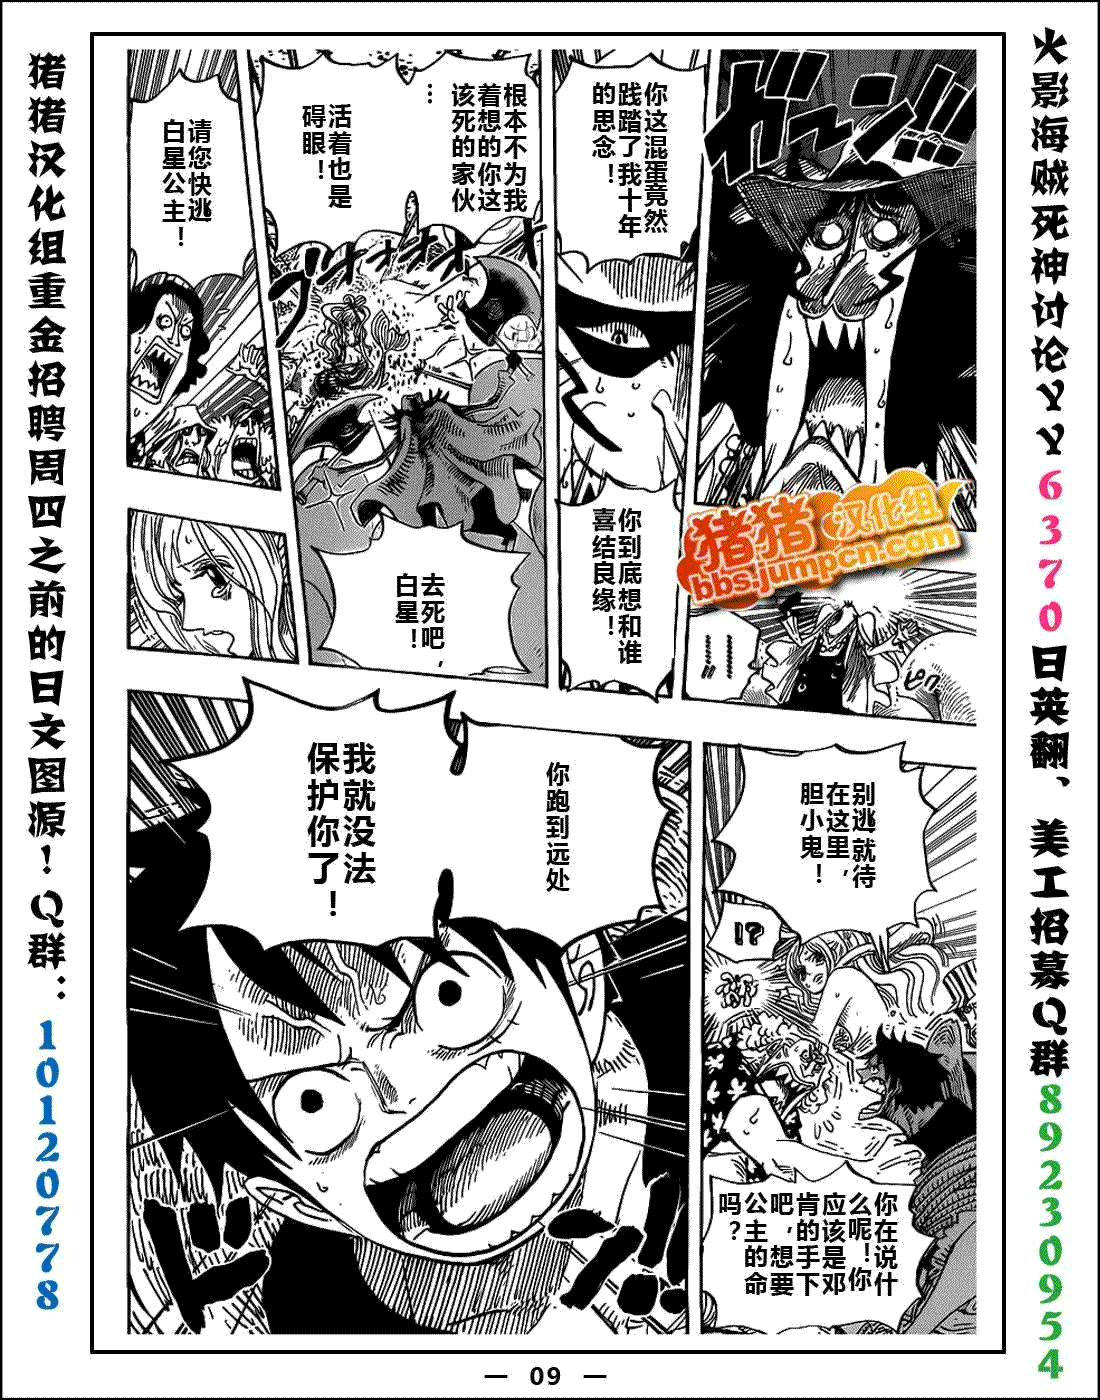 猪猪汉化组重金招聘周四之前的日文图源！Q群：101120778
火影海贼死神讨论YY6370日英翻、美工招募Q群892309954
ガーン!!
你这混蛋竟然
践踏了我十年
的思念！
你到底想和谁
喜结良缘！
根本不为我
着想的你这
该死的家伙
…
活着也是
碍眼！
去死吧，
白星！
请您快逃
白星公主！
猪猪汉化组
bbs.jumpcn.com
别逃就待
在这里，
胆小鬼！
!?
你在说什
么呢！你
应该是邓
肯的手下
吧，想要
公主的命
吗？
你跑到远处
我就没法
保护你了！
— 09 —